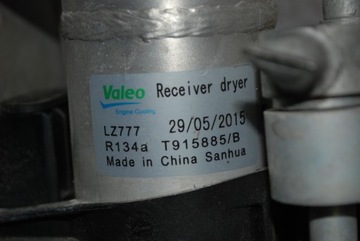 Valeo Receiver dryer
Engine Cooling
LZ777 29/05/2015
R134a T915885/B
Made in China Sanhua